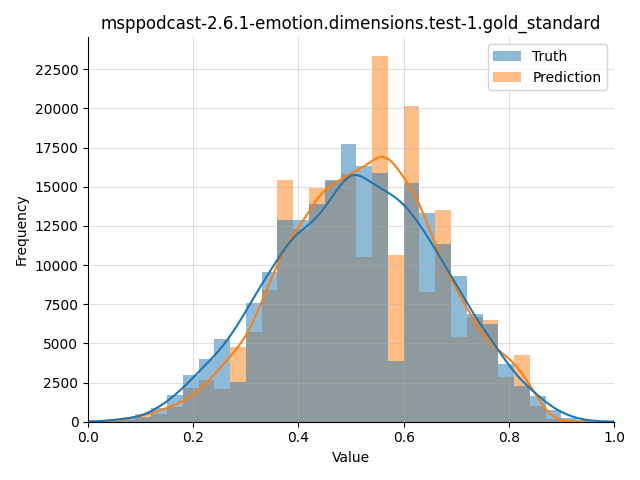 msppodcast-2.6.1-emotion.dimensions.test-1.gold_standard
Truth
Prediction
Frequency
22500
20000
17500
15000
12500
10000
7500
5000
2500
0
0.0 0.2 0.4 0.6 0.8 1.0
Value